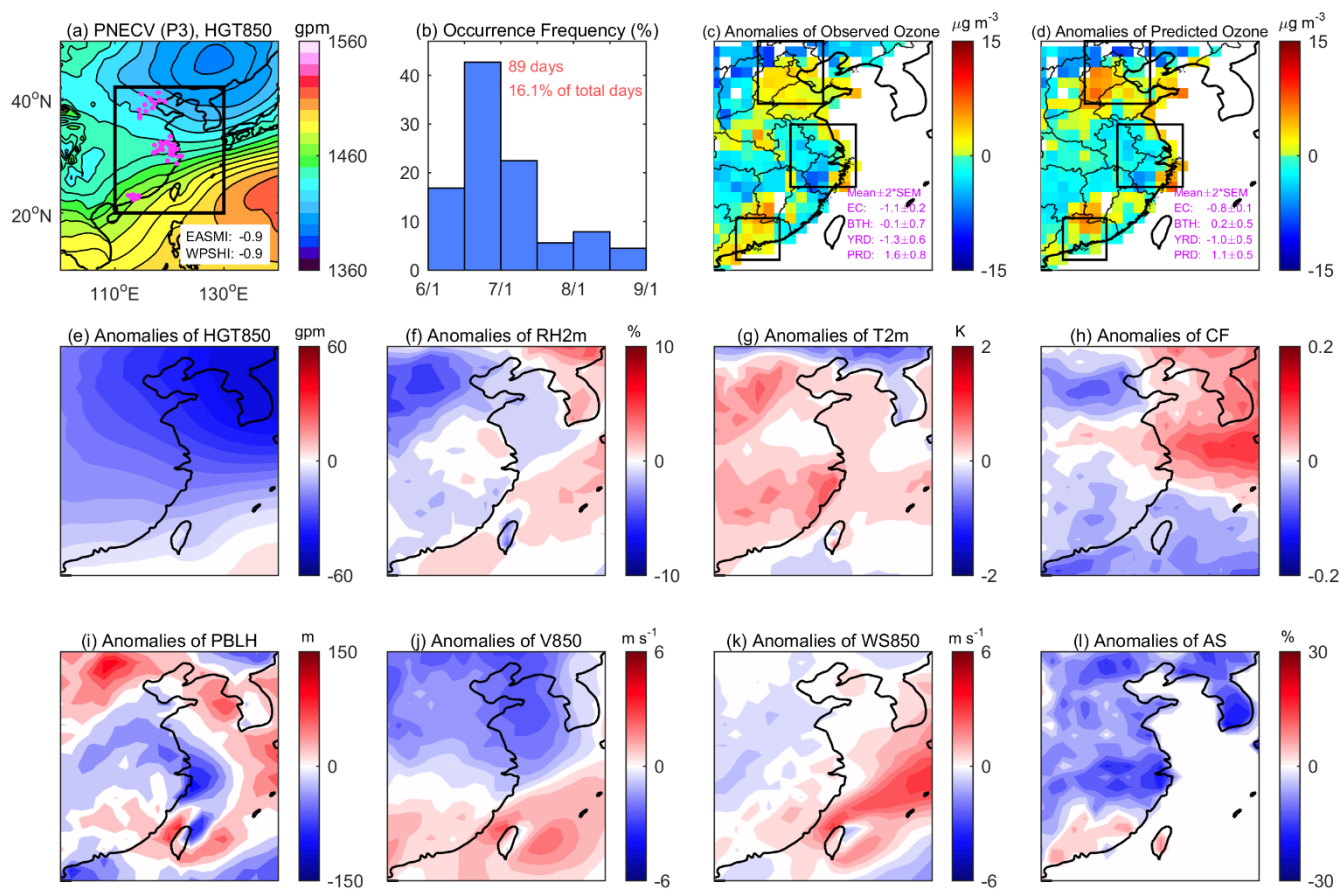 (a) PNECV (P3), HGT850
gpm
1560
1460
1360
40°N
20°N
110°E
130°E
EASMI: -0.9
WPSHI: -0.9
(b) Occurrence Frequency (%)
89 days
16.1% of total days
40
30
20
10
0
6/1
7/1
8/1
9/1
(c) Anomalies of Observed Ozone
μg m⁻³
15
0
-15
Mean±2*SEM
EC: -1.1±0.2
BTH: -0.1±0.7
YRD: -1.3±0.6
PRD: 1.6±0.8
(d) Anomalies of Predicted Ozone
μg m⁻³
15
0
-15
Mean±2*SEM
EC: -0.8±0.1
BTH: 0.2±0.5
YRD: -1.0±0.5
PRD: 1.1±0.5
(e) Anomalies of HGT850
gpm
60
0
-60
(f) Anomalies of RH2m
%
10
0
-10
(g) Anomalies of T2m
K
2
0
-2
(h) Anomalies of CF
0.2
0
-0.2
(i) Anomalies of PBLH
m
150
0
-150
(j) Anomalies of V850
m s⁻¹
6
0
-6
(k) Anomalies of WS850
m s⁻¹
6
0
-6
(l) Anomalies of AS
%
30
0
-30